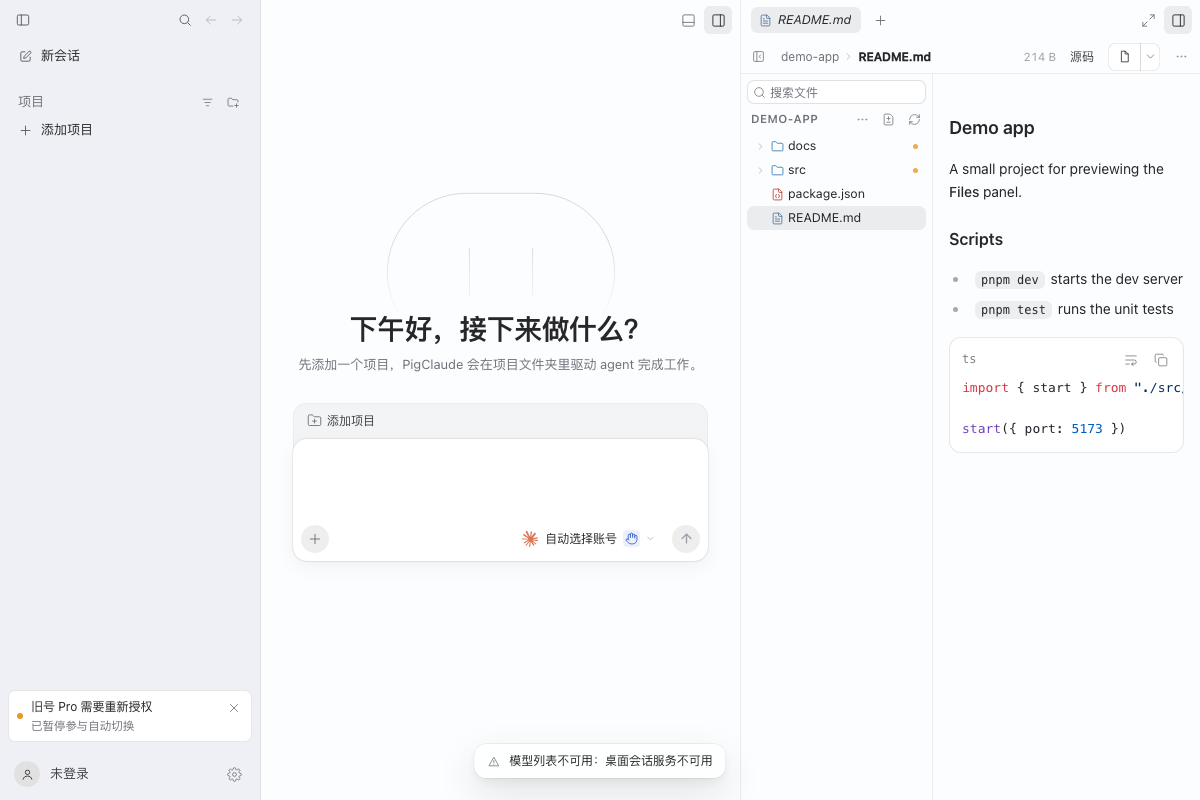 新会话
项目
添加项目
旧号 Pro 需要重新授权
已暂停参与自动切换
未登录
下午好，接下来做什么?
先添加一个项目，PigClaude 会在项目文件夹里驱动 agent 完成工作。
添加项目
自动选择账号
模型列表不可用：桌面会话服务不可用
README.md
demo-app
README.md
214 B
源码
搜索文件
DEMO-APP
docs
src
package.json
README.md
Demo app
A small project for previewing the
Files panel.
Scripts
pnpm dev starts the dev server
pnpm test runs the unit tests
ts
import { start } from "./src,
start({ port: 5173 })